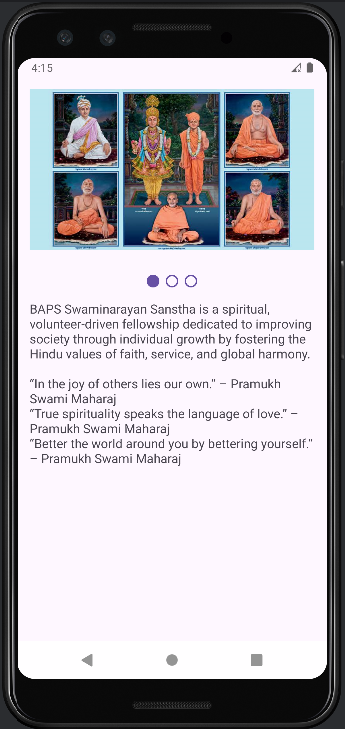 4:15
BAPS Swaminarayan Sanstha is a spiritual,
volunteer-driven fellowship dedicated to improving
society through individual growth by fostering the
Hindu values of faith, service, and global harmony.
“In the joy of others lies our own.” – Pramukh
Swami Maharaj
“True spirituality speaks the language of love.” –
Pramukh Swami Maharaj
“Better the world around you by bettering yourself.”
– Pramukh Swami Maharaj